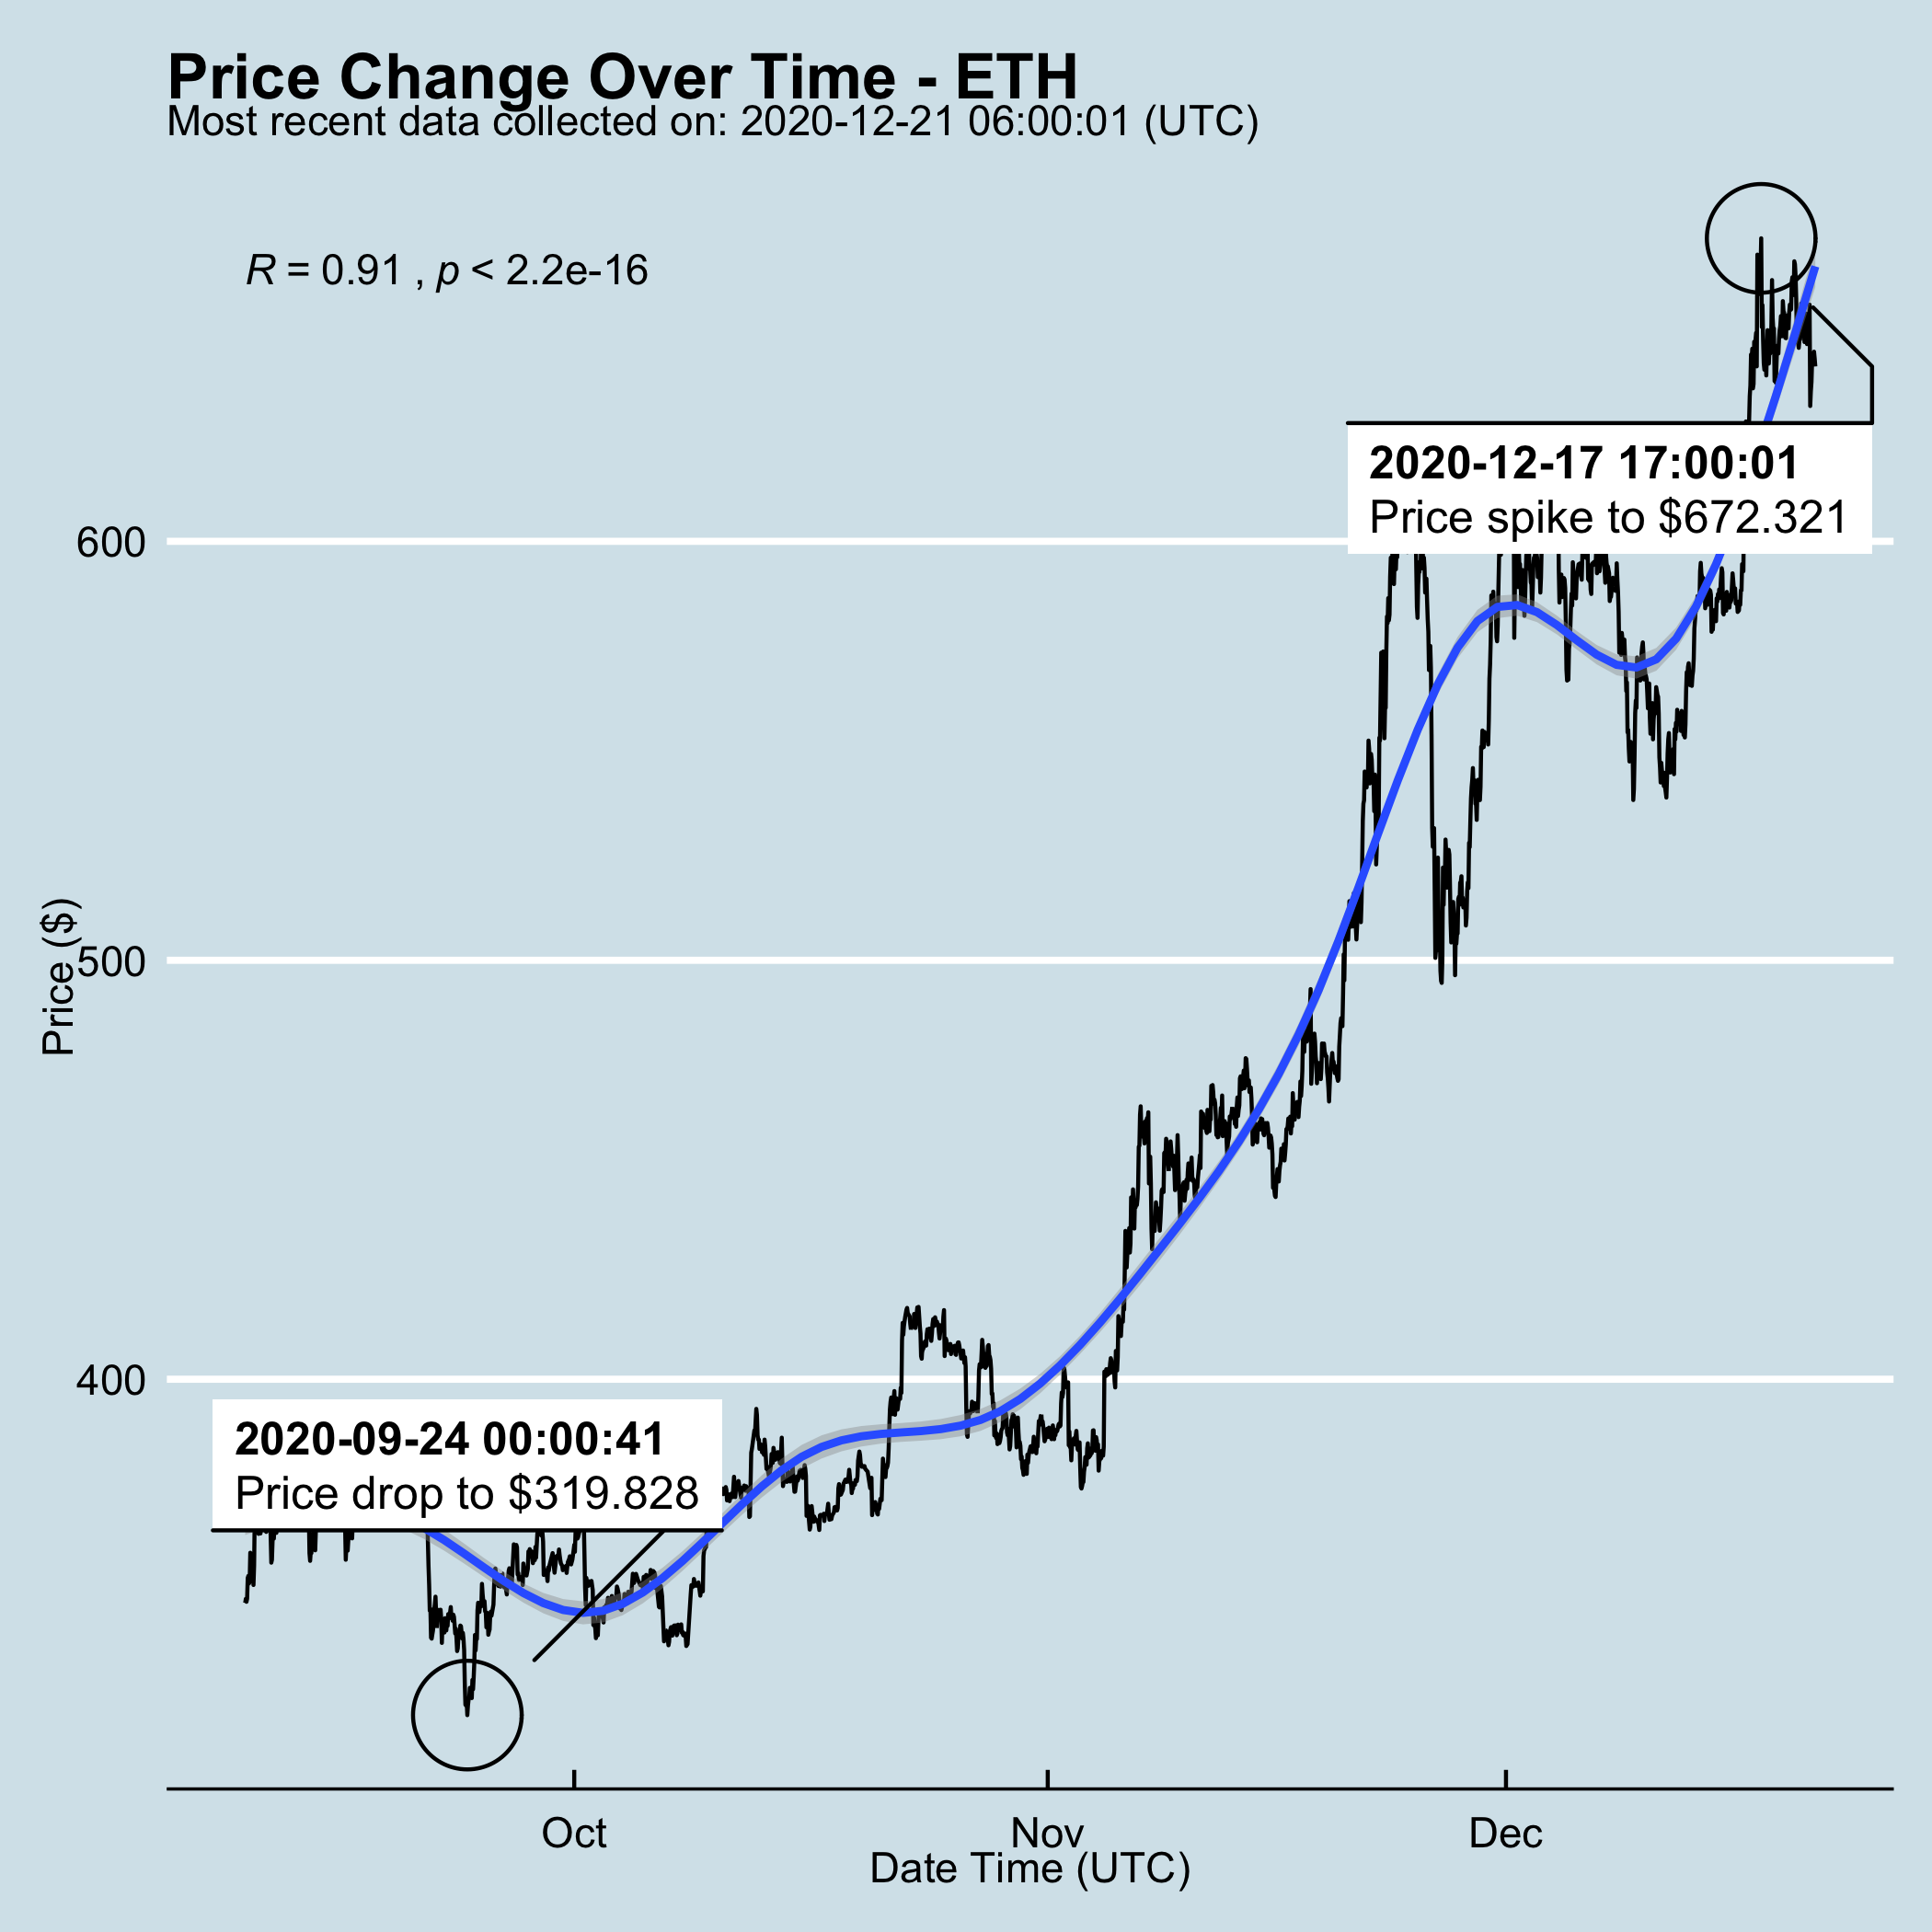 Price Change Over Time - ETH
Most recent data collected on: 2020-12-21 06:00:01 (UTC)
R = 0.91 , p < 2.2e-16
2020-12-17 17:00:01
Price spike to $672.321
600
Price ($)
500
400
2020-09-24 00:00:41
Price drop to $319.828
Oct
Nov
Dec
Date Time (UTC)